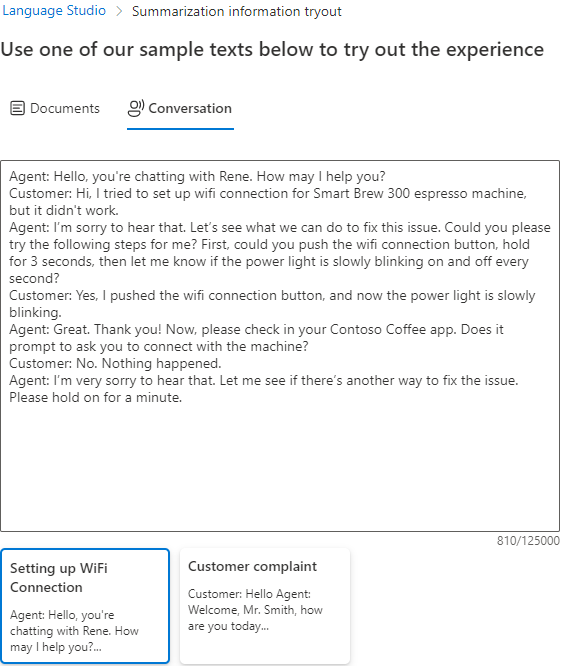 Language Studio > Summarization information tryout
Use one of our sample texts below to try out the experience
Documents Conversation
Agent: Hello, you're chatting with Rene. How may I help you?
Customer: Hi, I tried to set up wifi connection for Smart Brew 300 espresso machine,
but it didn't work.
Agent: I'm sorry to hear that. Let's see what we can do to fix this issue. Could you please
try the following steps for me? First, could you push the wifi connection button, hold
for 3 seconds, then let me know if the power light is slowly blinking on and off every
second?
Customer: Yes, I pushed the wifi connection button, and now the power light is slowly
blinking.
Agent: Great. Thank you! Now, please check in your Contoso Coffee app. Does it
prompt to ask you to connect with the machine?
Customer: No. Nothing happened.
Agent: I'm very sorry to hear that. Let me see if there's another way to fix the issue.
Please hold on for a minute.
810/125000
Setting up WiFi
Connection
Agent: Hello, you're
chatting with Rene. How
may I help you?...
Customer complaint
Customer: Hello Agent:
Welcome, Mr. Smith, how
are you today...